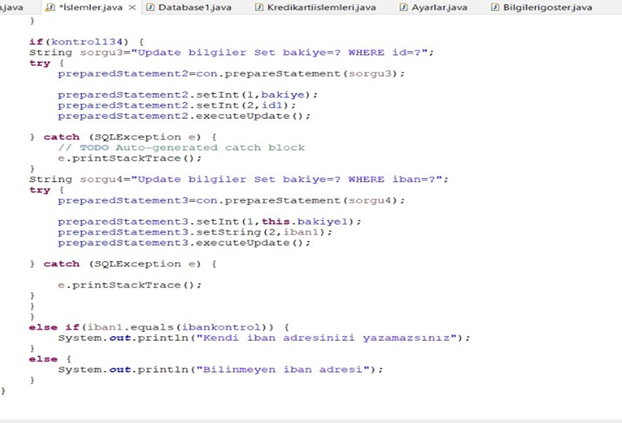 .java *İslemler.java Database1.java Kredikartiislemleri.java Ayarlar.java Bilgilerigoster.java
}
if(kontrol134) {
String sorgu3="Update bilgiler Set bakiye=? WHERE id=?";
try {
preparedStatement2=con.prepareStatement(sorgu3);
preparedStatement2.setInt(1,bakiye);
preparedStatement2.setInt(2,id1);
preparedStatement2.executeUpdate();
} catch (SQLException e) {
// TODO Auto-generated catch block
e.printStackTrace();
}
String sorgu4="Update bilgiler Set bakiye=? WHERE iban=?";
try {
preparedStatement3=con.prepareStatement(sorgu4);
preparedStatement3.setInt(1,this.bakiye1);
preparedStatement3.setString(2,iban1);
preparedStatement3.executeUpdate();
} catch (SQLException e) {
e.printStackTrace();
}
}
}
else if(iban1.equals(ibankontrol)) {
System.out.println("Kendi iban adresinizi yazamazsınız");
}
else {
System.out.println("Bilinmeyen iban adresi");
}
}